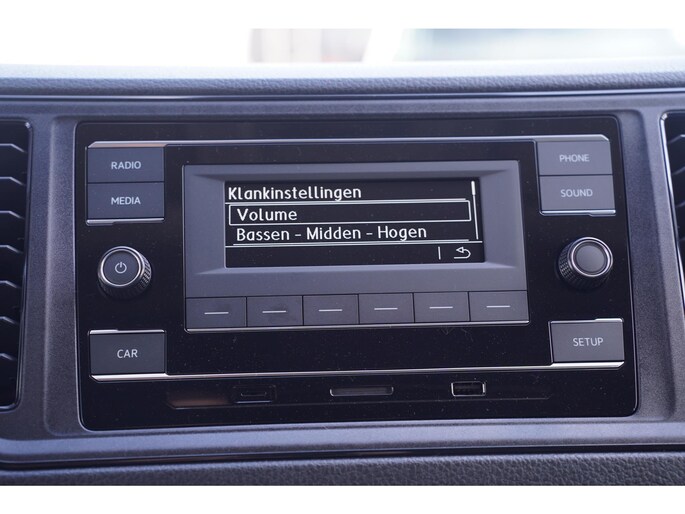 RADIO
MEDIA
CAR
Klankinstellingen
Volume
Bassen - Midden - Hogen
PHONE
SOUND
SETUP